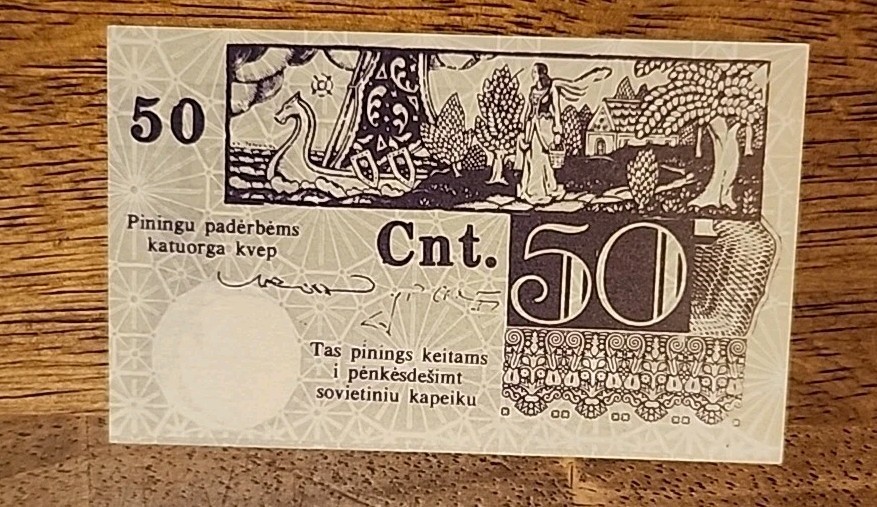 50
Piningu padėrbėms
katuorga kvep
Cnt. 50
Tas pinings keitams
i pėnkėsdešimt
sovietiniu kapeiku